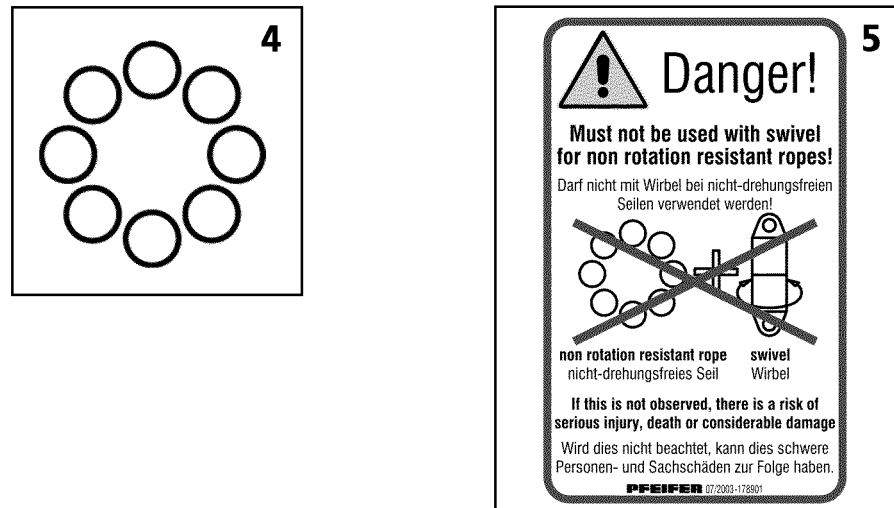 4
5
Danger!
Must not be used with swivel
for non rotation resistant ropes!
Darf nicht mit Wirbel bei nicht-drehungsfreien
Seilen verwendet werden!
non rotation resistant rope swivel
nicht-drehungsfreies Seil Wirbel
If this is not observed, there is a risk of
serious injury, death or considerable damage
Wird dies nicht beachtet, kann dies schwere
Personen- und Sachschäden zur Folge haben.
PFEIFER 07/2003-178901